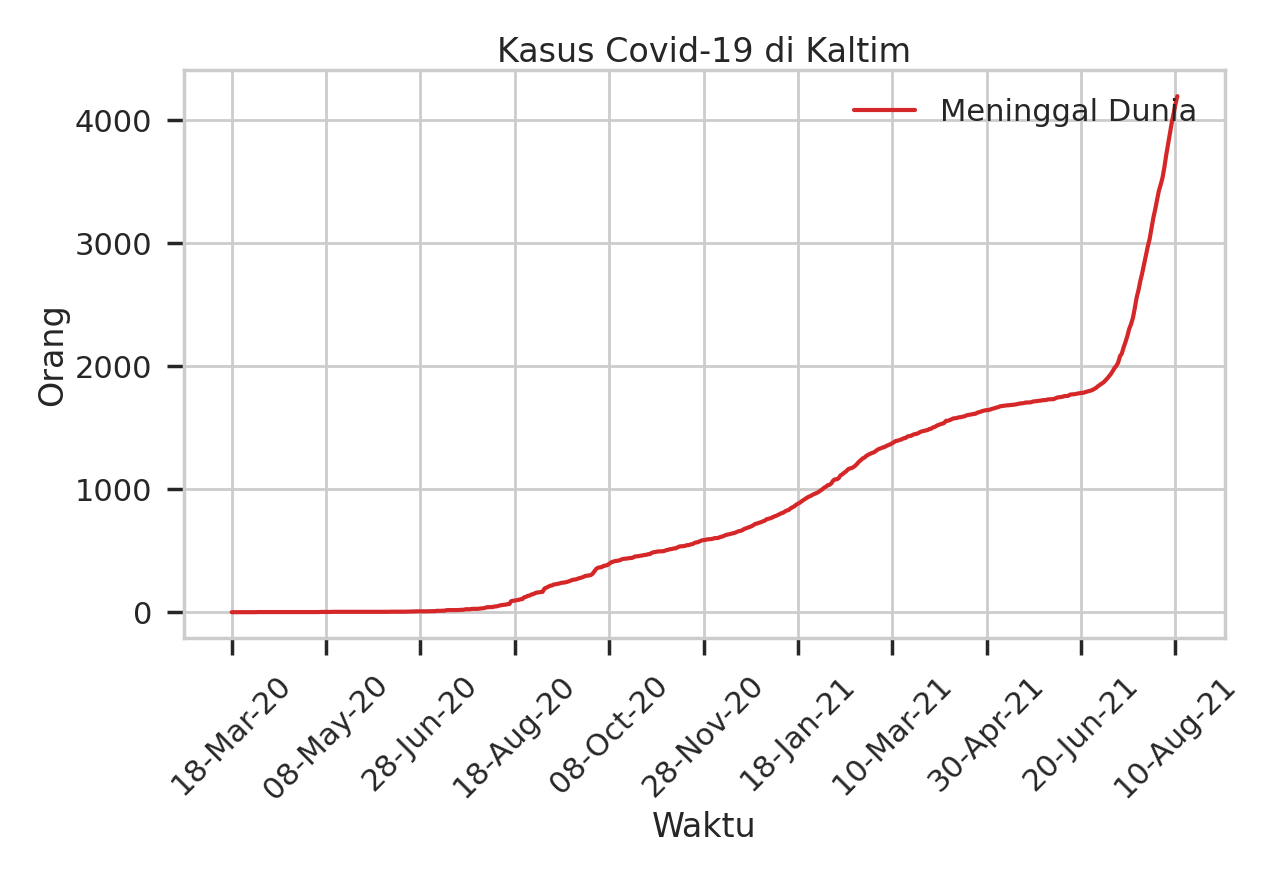 Kasus Covid-19 di Kaltim
Meninggal Dunia
Orang
4000
3000
2000
1000
0
18-Mar-20
08-May-20
28-Jun-20
18-Aug-20
08-Oct-20
28-Nov-20
18-Jan-21
10-Mar-21
30-Apr-21
20-Jun-21
10-Aug-21
Waktu